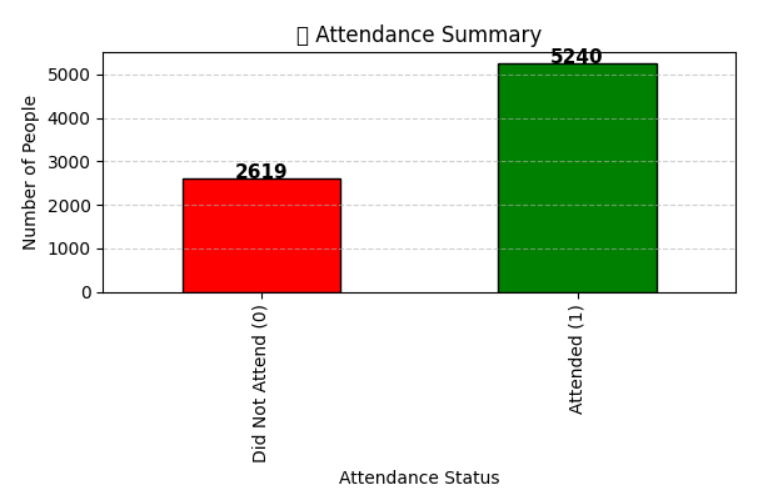 ▯ Attendance Summary
Number of People
5000
4000
3000
2000
1000
0
2619
5240
Did Not Attend (0)
Attended (1)
Attendance Status